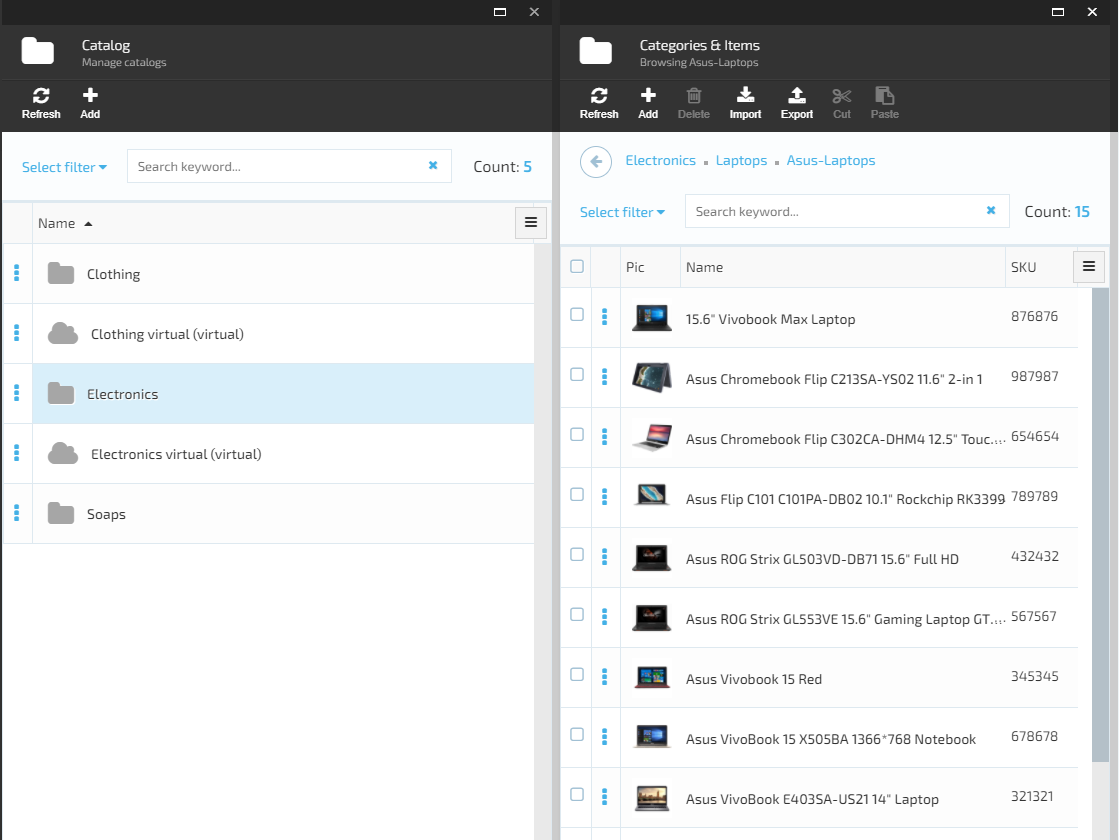 Catalog
Manage catalogs
Refresh
Add
Select filter
Search keyword...
Count: 5
Name
Clothing
Clothing virtual (virtual)
Electronics
Electronics virtual (virtual)
Soaps
Categories & Items
Browsing Asus-Laptops
Refresh
Add
Delete
Import
Export
Cut
Paste
Electronics Laptops Asus-Laptops
Select filter
Search keyword...
Count: 15
Pic Name SKU
15.6" Vivobook Max Laptop 876876
Asus Chromebook Flip C213SA-YS02 11.6" 2-in 1 987987
Asus Chromebook Flip C302CA-DHM4 12.5" Touc... 654654
Asus Flip C101 C101PA-DB02 10.1" Rockchip RK3399 789789
Asus ROG Strix GL503VD-DB71 15.6" Full HD 432432
Asus ROG Strix GL553VE 15.6" Gaming Laptop GT... 567567
Asus Vivobook 15 Red 345345
Asus VivoBook 15 X505BA 1366*768 Notebook 678678
Asus VivoBook E403SA-US21 14" Laptop 321321